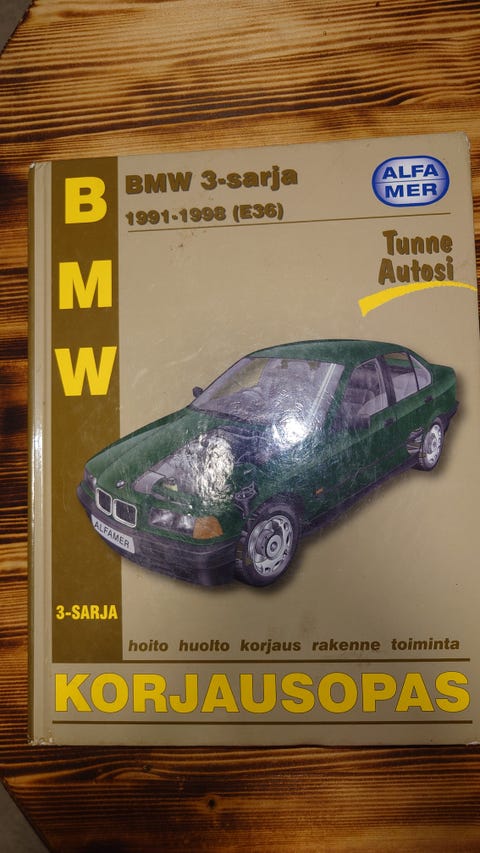 BMW
BMW 3-sarja
1991-1998 (E36)
ALFA
MER
Tunne
Autosi
ALFAMER
3-SARJA
hoito huolto korjaus rakenne toiminta
KORJAUSOPAS